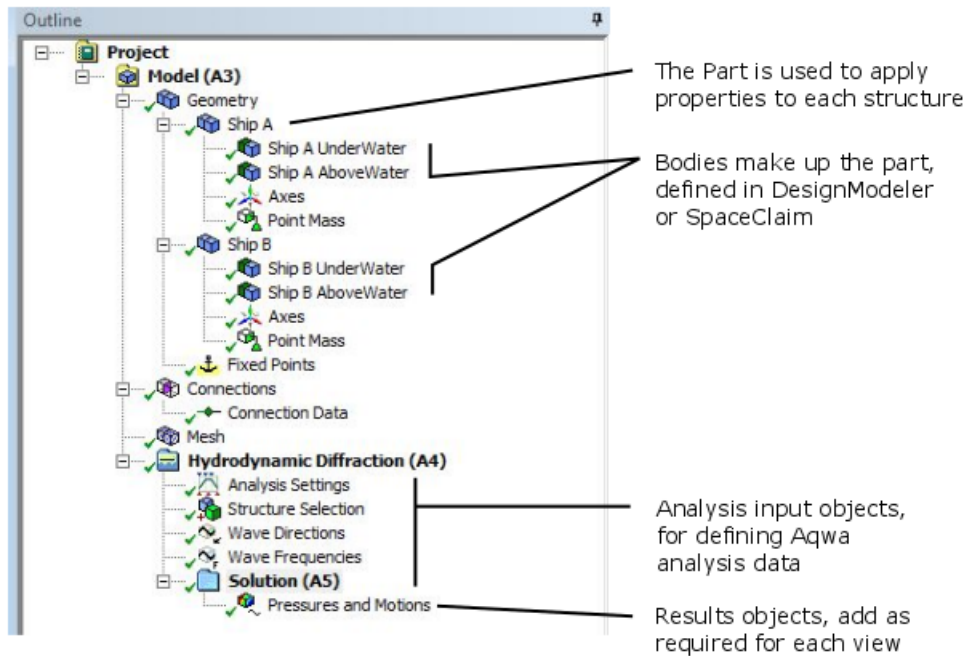 Outline
Project
Model (A3)
Geometry
Ship A
Ship A UnderWater
Ship A AboveWater
Axes
Point Mass
Ship B
Ship B UnderWater
Ship B AboveWater
Axes
Point Mass
Fixed Points
Connections
Connection Data
Mesh
Hydrodynamic Diffraction (A4)
Analysis Settings
Structure Selection
Wave Directions
Wave Frequencies
Solution (A5)
Pressures and Motions
The Part is used to apply
properties to each structure
Bodies make up the part,
defined in DesignModeler
or SpaceClaim
Analysis input objects,
for defining Aqwa
analysis data
Results objects, add as
required for each view